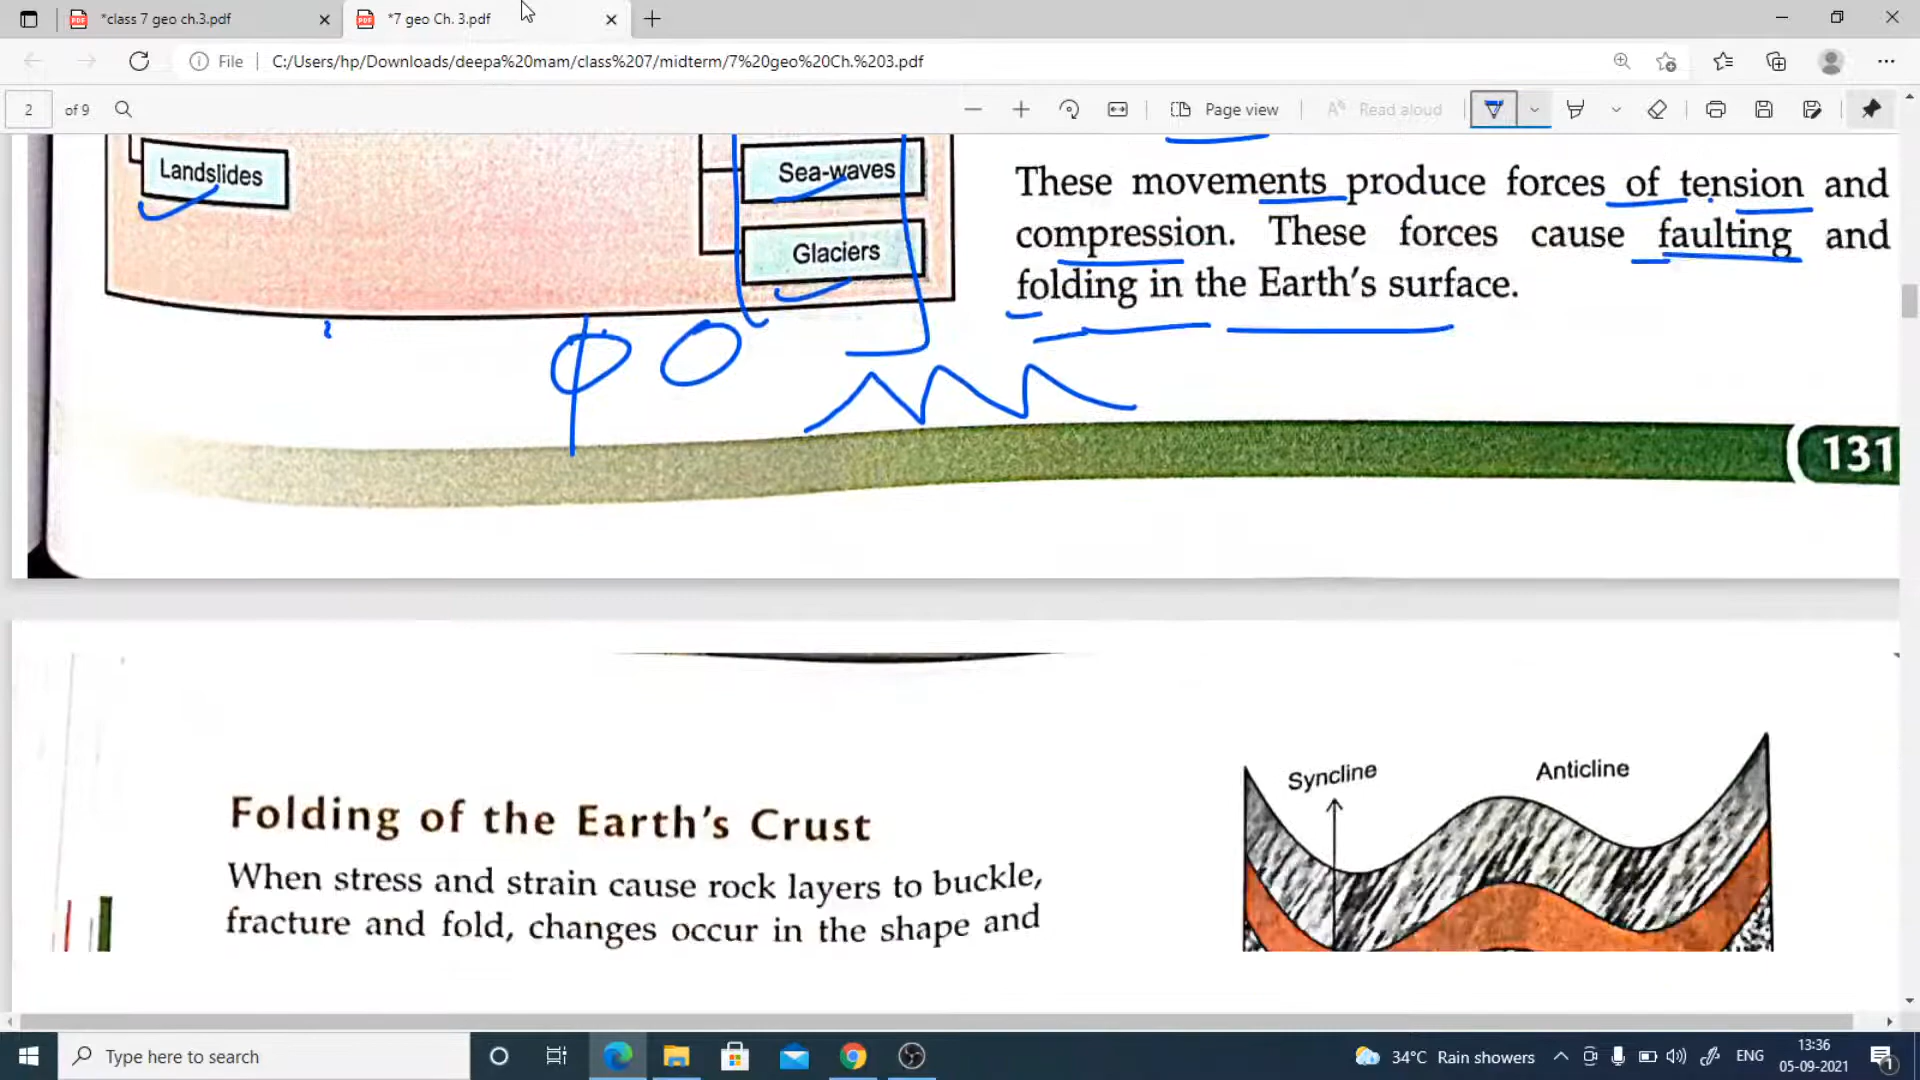 *class 7 geo ch.3.pdf
*7 geo Ch. 3.pdf
File
C:/Users/hp/Downloads/deepa%20mam/class%207/midterm/7%20geo%20Ch.%203.pdf
2 of 9
Page view
Read aloud
Landslides
Sea-waves
Glaciers
These movements produce forces of tension and
compression. These forces cause faulting and
folding in the Earth's surface.
131
Folding of the Earth's Crust
When stress and strain cause rock layers to buckle,
fracture and fold, changes occur in the shape and
Syncline
Anticline
Type here to search
34°C Rain showers
ENG
13:36
05-09-2021
1